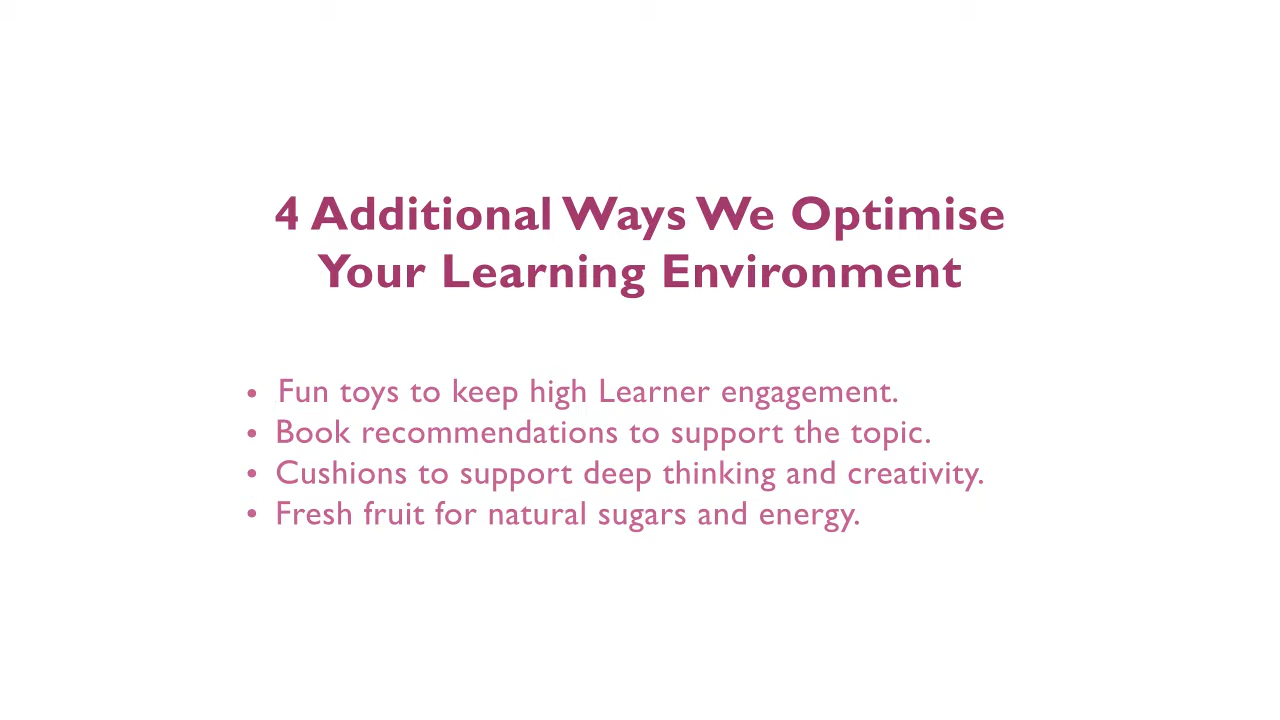 4 Additional Ways We Optimise
Your Learning Environment
• Fun toys to keep high Learner engagement.
• Book recommendations to support the topic.
• Cushions to support deep thinking and creativity.
• Fresh fruit for natural sugars and energy.